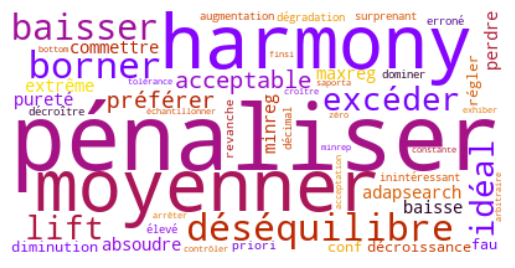 baisser
augmentation
dégradation
surprenant
erroné
perdre
bottom
commettre
harmony
finsi
dominer
borner
extrême
tolérance
acceptable
maxreg
régler
pureté
préférer
croître
saporta
excéder
décroître
échantillonner
revanche
minreg
décimal
zéro
exhiber
pénaliser
minrep
constante
moyenner
acceptation
inintéressant
idéal
arbitraire
adapsearch
lift
arrêter
déséquilibre
baisse
diminution
absoudre
élevé
contrôler
priori
conf
décroissance
fau